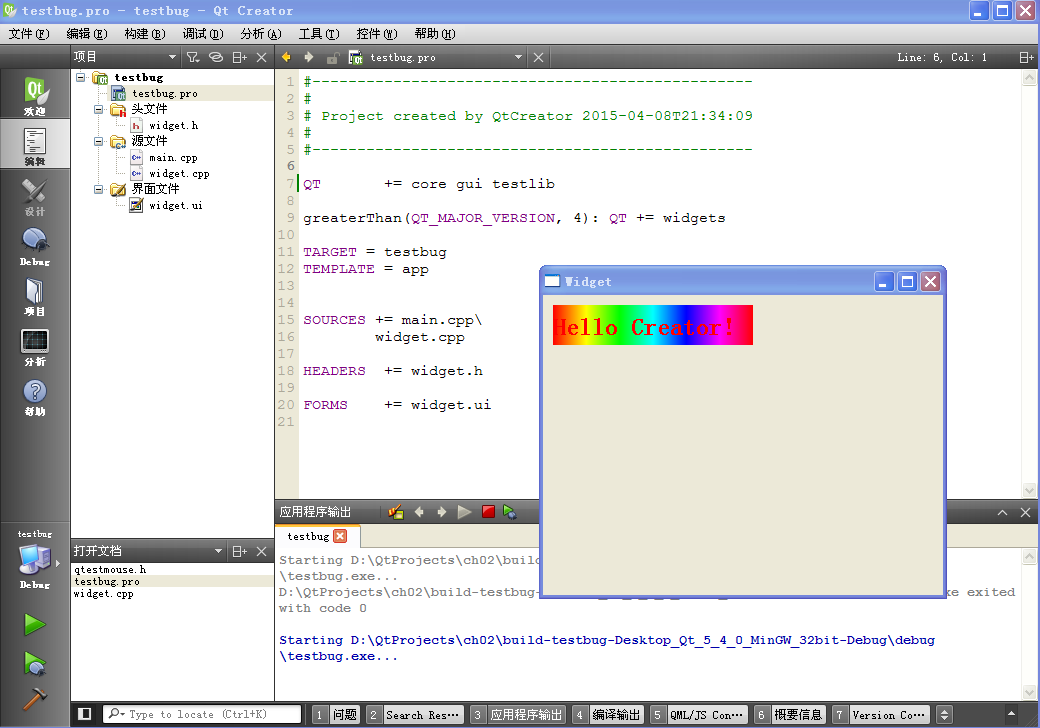 testbug.pro - testbug - Qt Creator
文件(F) 编辑(E) 构建(B) 调试(D) 分析(A) 工具(T) 控件(W) 帮助(H)
项目
testbug.pro
Line: 6, Col: 1
欢迎
编辑
设计
Debug
项目
分析
帮助
testbug
testbug.pro
头文件
widget.h
源文件
main.cpp
widget.cpp
界面文件
widget.ui
1 #-------------------------------------------------
2 #
3 # Project created by QtCreator 2015-04-08T21:34:09
4 #
5 #-------------------------------------------------
6
7 QT       += core gui testlib
8
9 greaterThan(QT_MAJOR_VERSION, 4): QT += widgets
10
11 TARGET = testbug
12 TEMPLATE = app
13
14
15 SOURCES += main.cpp\
16         widget.cpp
17
18 HEADERS  += widget.h
19
20 FORMS    += widget.ui
21
Widget
Hello Creator!
应用程序输出
testbug
Starting D:\QtProjects\ch02\build
\testbug.exe...
D:\QtProjects\ch02\build-testbug-
exited
with code 0
Starting D:\QtProjects\ch02\build-testbug-Desktop_Qt_5_4_0_MinGW_32bit-Debug\debug
\testbug.exe...
打开文档
qtestmouse.h
testbug.pro
widget.cpp
testbug
Debug
Type to locate (Ctrl+K)
1 问题 2 Search Res··· 3 应用程序输出 4 编译输出 5 QML/JS Con··· 6 概要信息 7 Version Co···